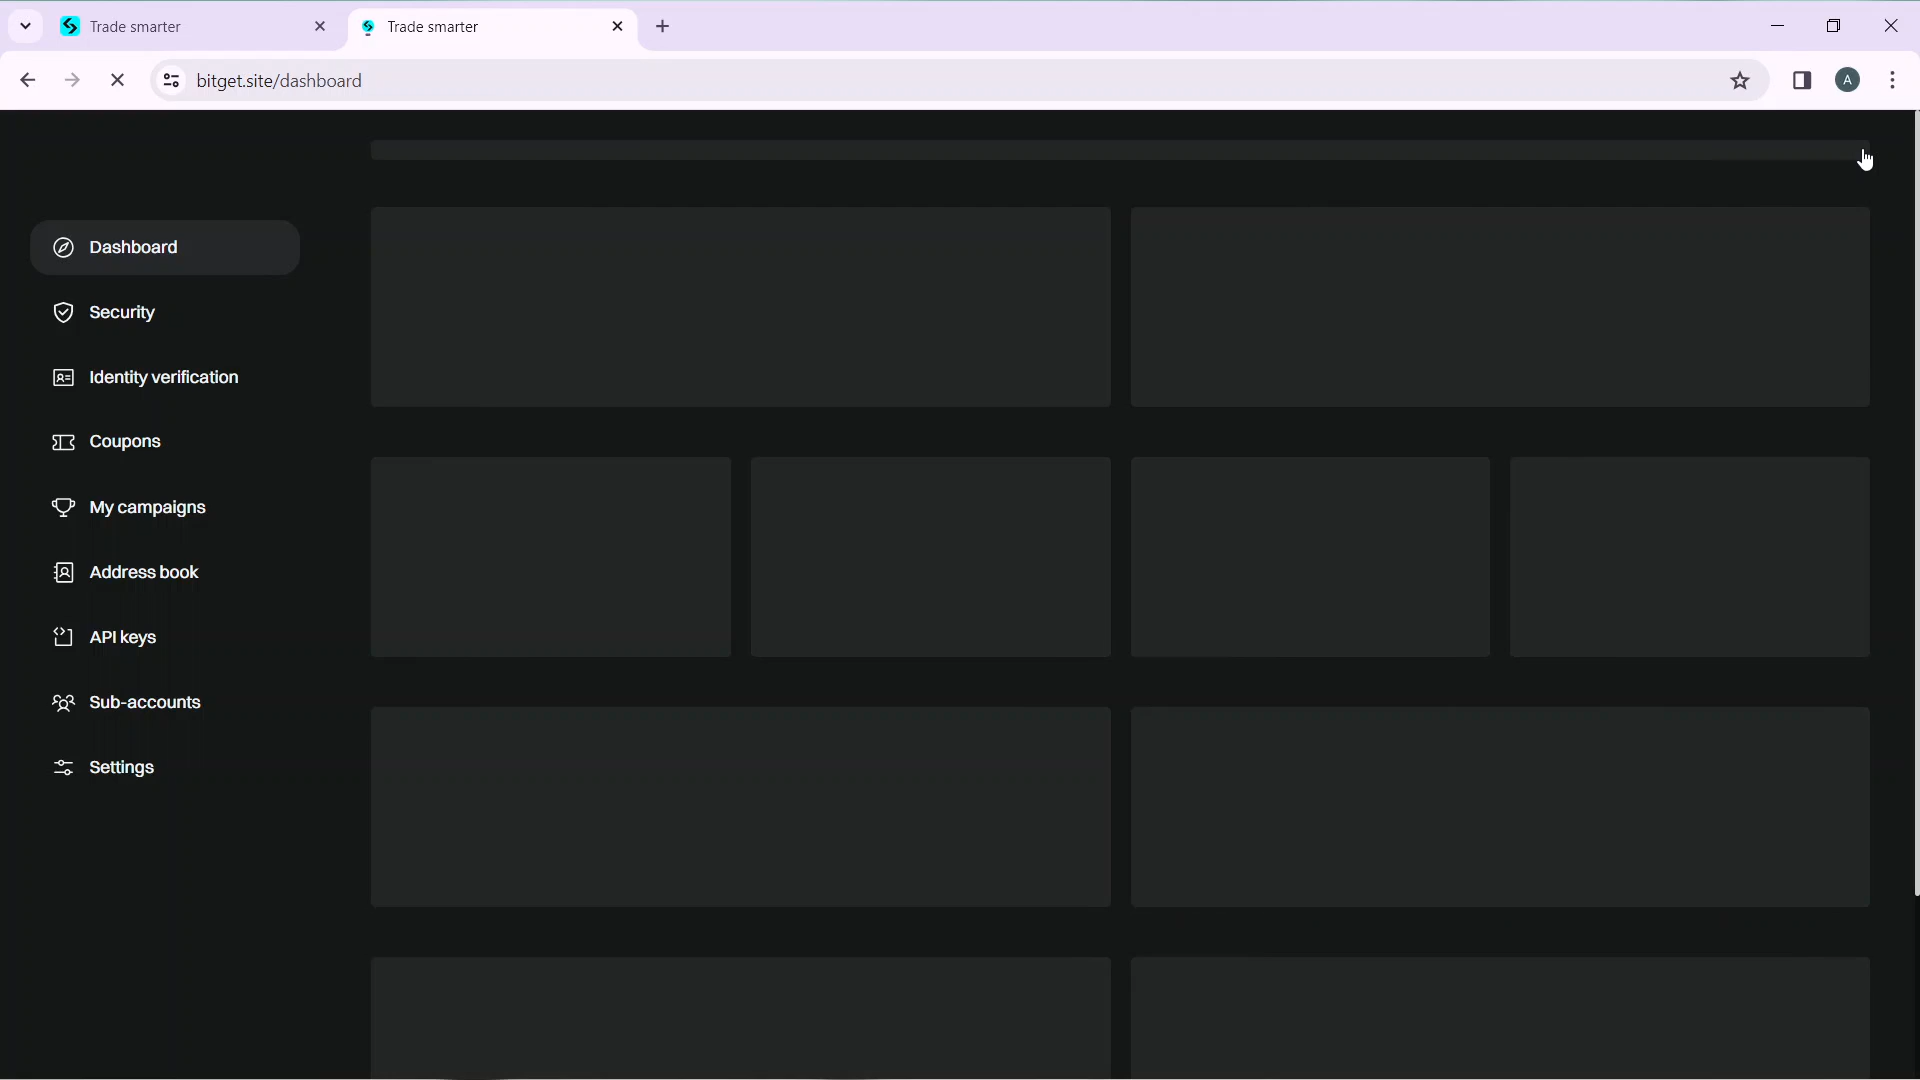 Trade smarter
Trade smarter
bitget.site/dashboard
A
Dashboard
Security
Identity verification
Coupons
My campaigns
Address book
API keys
Sub-accounts
Settings